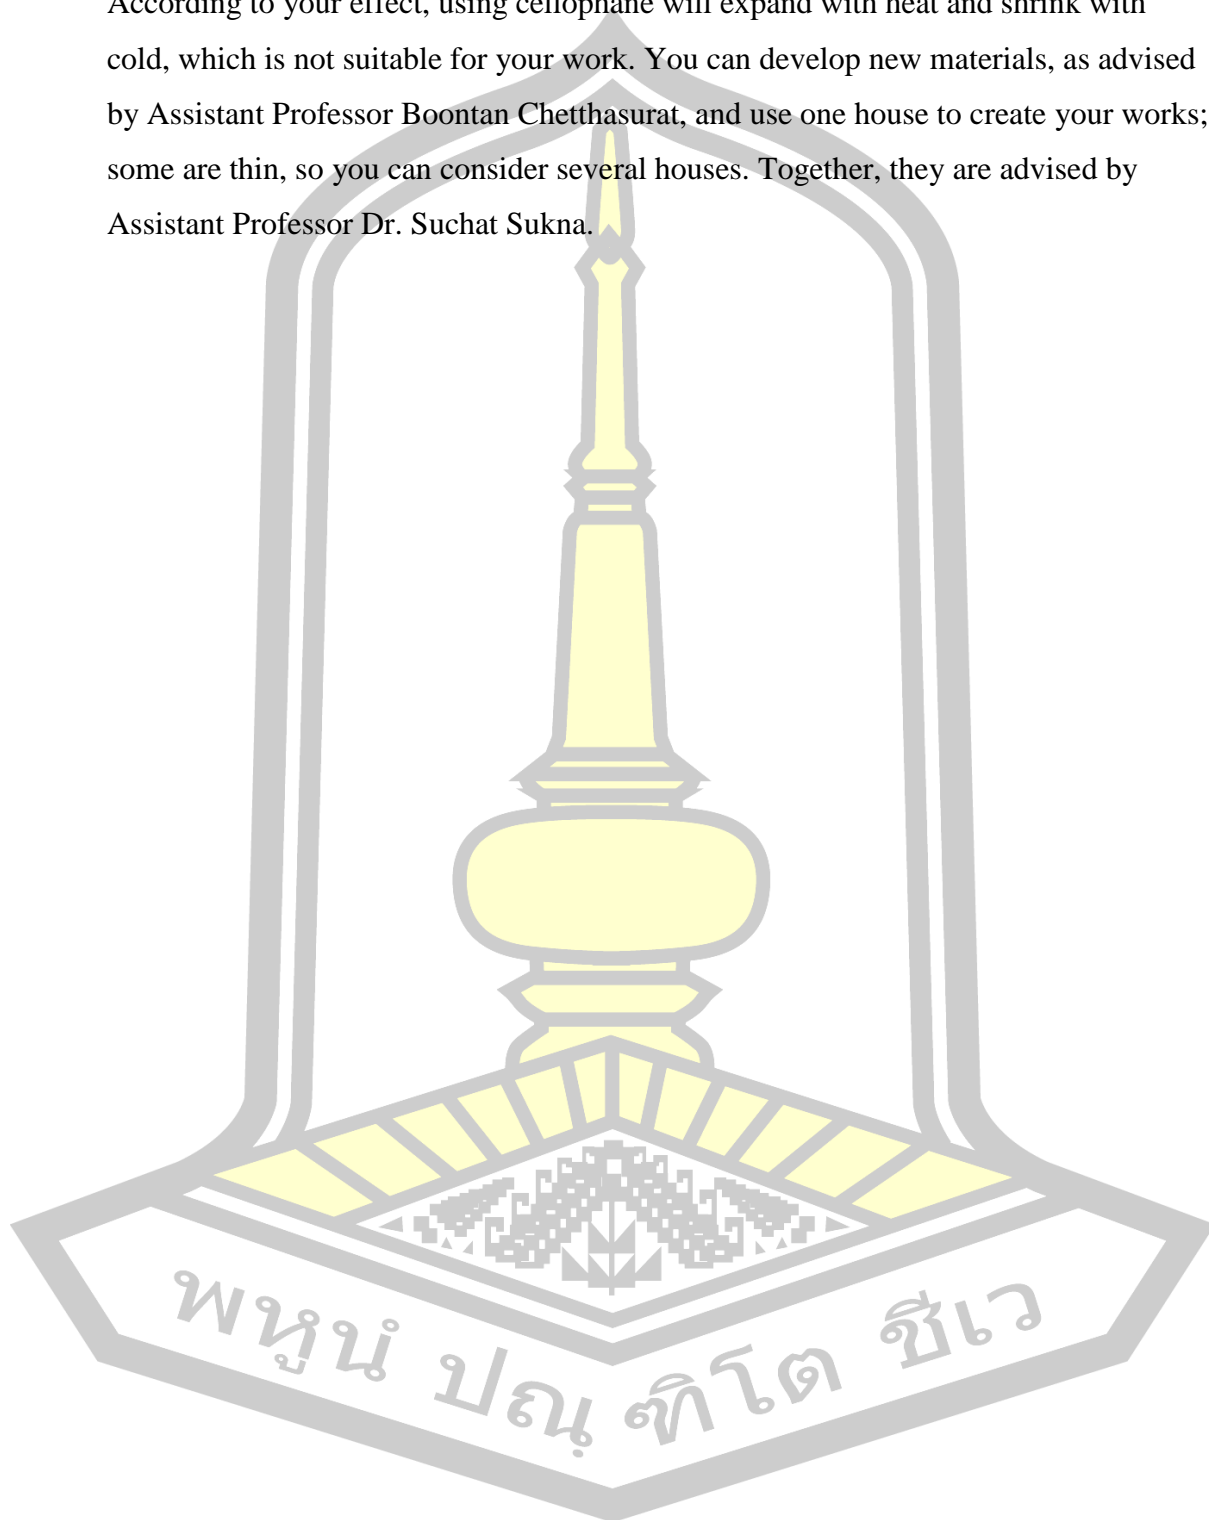 According to your effect, using cellophane will expand with heat and shrink with
cold, which is not suitable for your work. You can develop new materials, as advised
by Assistant Professor Boontan Chetthasurat, and use one house to create your works;
some are thin, so you can consider several houses. Together, they are advised by
Assistant Professor Dr. Suchat Sukna.
พหูนํ ปณฺฑิโต ชีเว